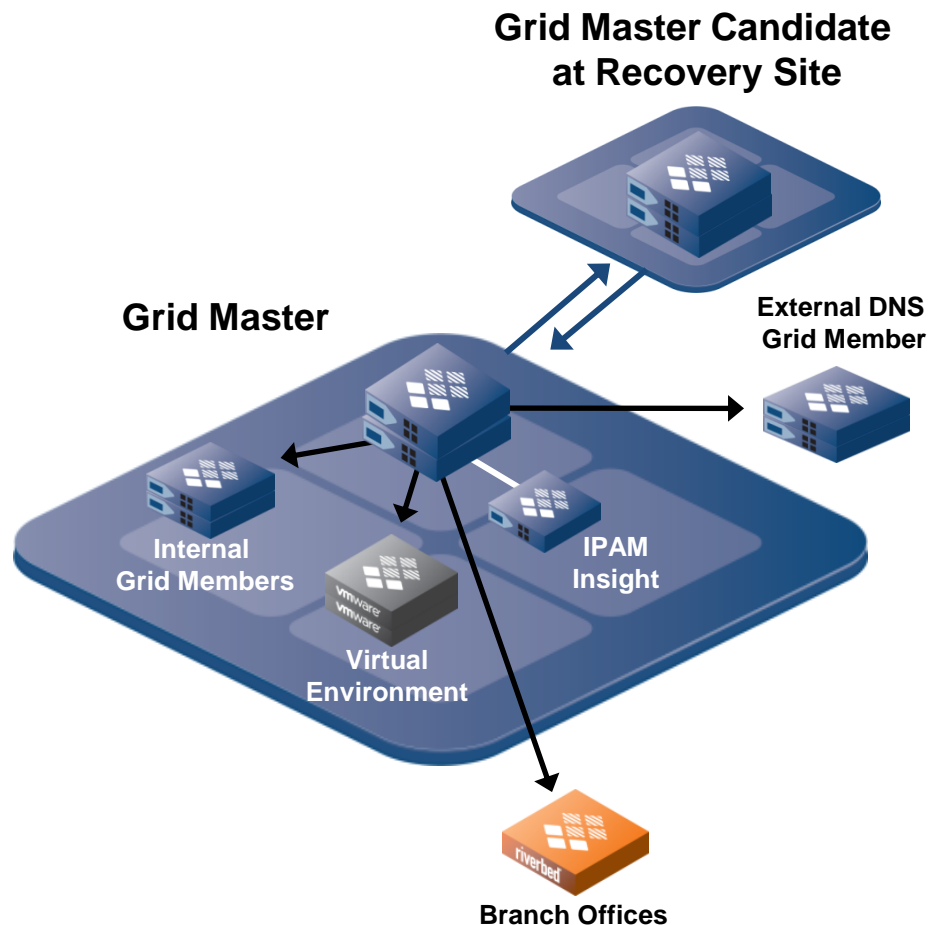 Grid Master Candidate
at Recovery Site
External DNS
Grid Member
Grid Master
Internal
Grid Members
IPAM
Insight
vmware
vmware
Virtual
Environment
riverbed
Branch Offices